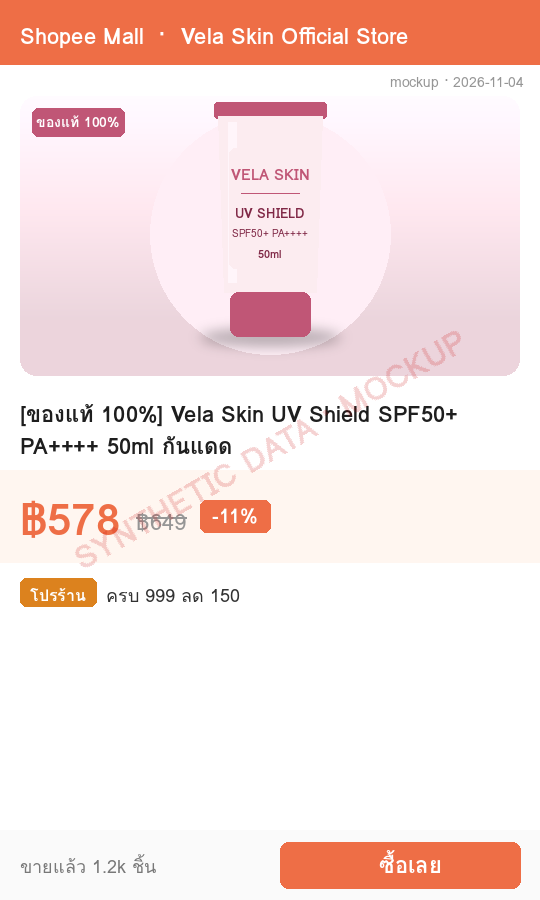 Shopee Mall · Vela Skin Official Store
mockup · 2026-11-04
ของแท้ 100%
VELA SKIN
UV SHIELD
SPF50+ PA++++
50ml
[ของแท้ 100%] Vela Skin UV Shield SPF50+
PA++++ 50ml กันแดด
฿578 ฿649 -11%
โปรร้าน ครบ 999 ลด 150
SYNTHETIC DATA · MOCKUP
ขายแล้ว 1.2k ชิ้น ซื้อเลย